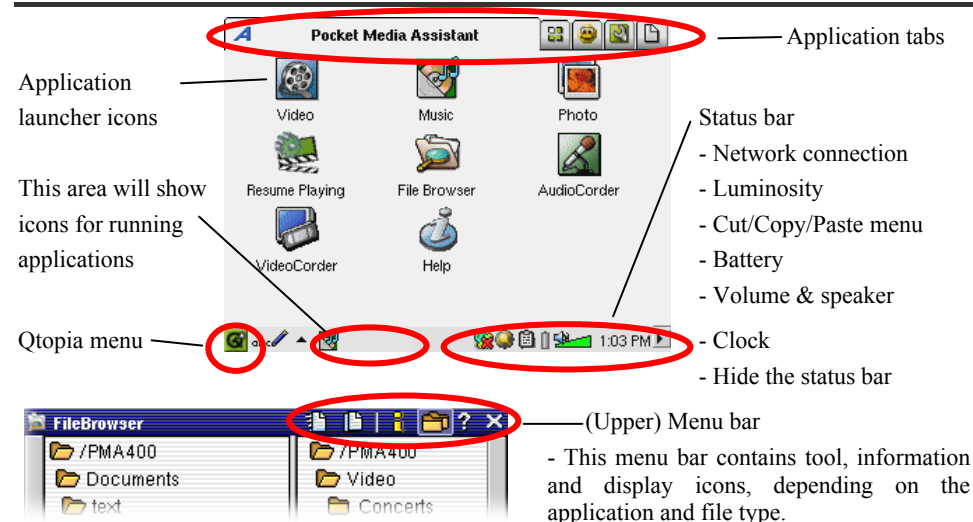 Pocket Media Assistant
Application tabs
Application
launcher icons
Video
Music
Photo
Status bar
- Network connection
- Luminosity
- Cut/Copy/Paste menu
- Battery
- Volume & speaker
- Clock
- Hide the status bar
This area will show
icons for running
applications
Resume Playing
File Browser
AudioCorder
VideoCorder
Help
Qtopia menu
abc
1:03 PM
FileBrowser
(Upper) Menu bar
/PMA400
Documents
text
/PMA400
Video
Concerts
- This menu bar contains tool, information
and display icons, depending on the
application and file type.